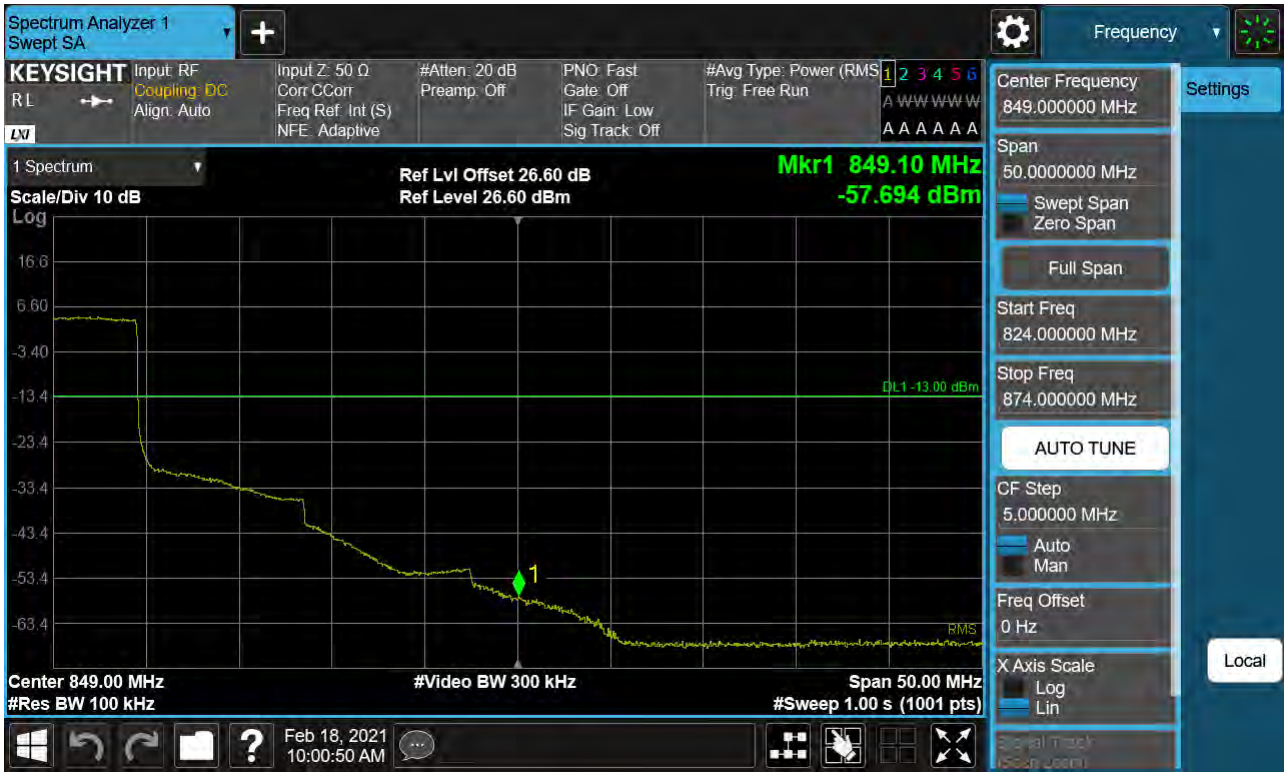 Spectrum Analyzer 1
Swept SA
+
Frequency
KEYSIGHT
RL
LXI
Input: RF
Coupling: DC
Align: Auto
Input Z: 50 Ω
Corr CCorr
Freq Ref: Int (S)
NFE: Adaptive
#Atten: 20 dB
Preamp: Off
PNO: Fast
Gate: Off
IF Gain: Low
Sig Track: Off
#Avg Type: Power (RMS
Trig: Free Run
1 2 3 4 5 6
A W W W W W
A A A A A A
1 Spectrum
Scale/Div 10 dB
Log
Ref Lvl Offset 26.60 dB
Ref Level 26.60 dBm
Mkr1 849.10 MHz
-57.694 dBm
16.6
6.60
-3.40
-13.4
-23.4
-33.4
-43.4
-53.4
-63.4
DL1 -13.00 dBm
1
RMS
Center 849.00 MHz
#Res BW 100 kHz
#Video BW 300 kHz
Span 50.00 MHz
#Sweep 1.00 s (1001 pts)
Center Frequency
849.000000 MHz
Span
50.0000000 MHz
Swept Span
Zero Span
Full Span
Start Freq
824.000000 MHz
Stop Freq
874.000000 MHz
AUTO TUNE
CF Step
5.000000 MHz
Auto
Man
Freq Offset
0 Hz
X Axis Scale
Log
Lin
Signal Track
(Span Zoom)
Settings
Local
?
Feb 18, 2021
10:00:50 AM